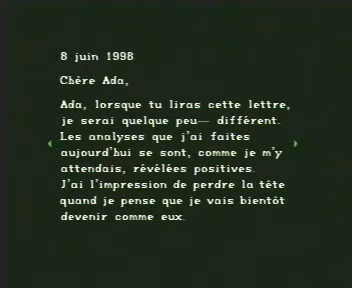 8 juin 1998
Chère Ada,
Ada, lorsque tu liras cette lettre,
je serai quelque peu— différent.
Les analyses que j'ai faites
aujourd'hui se sont, comme je m'y
attendais, révélées positives.
J'ai l'impression de perdre la tête
quand je pense que je vais bientôt
devenir comme eux.